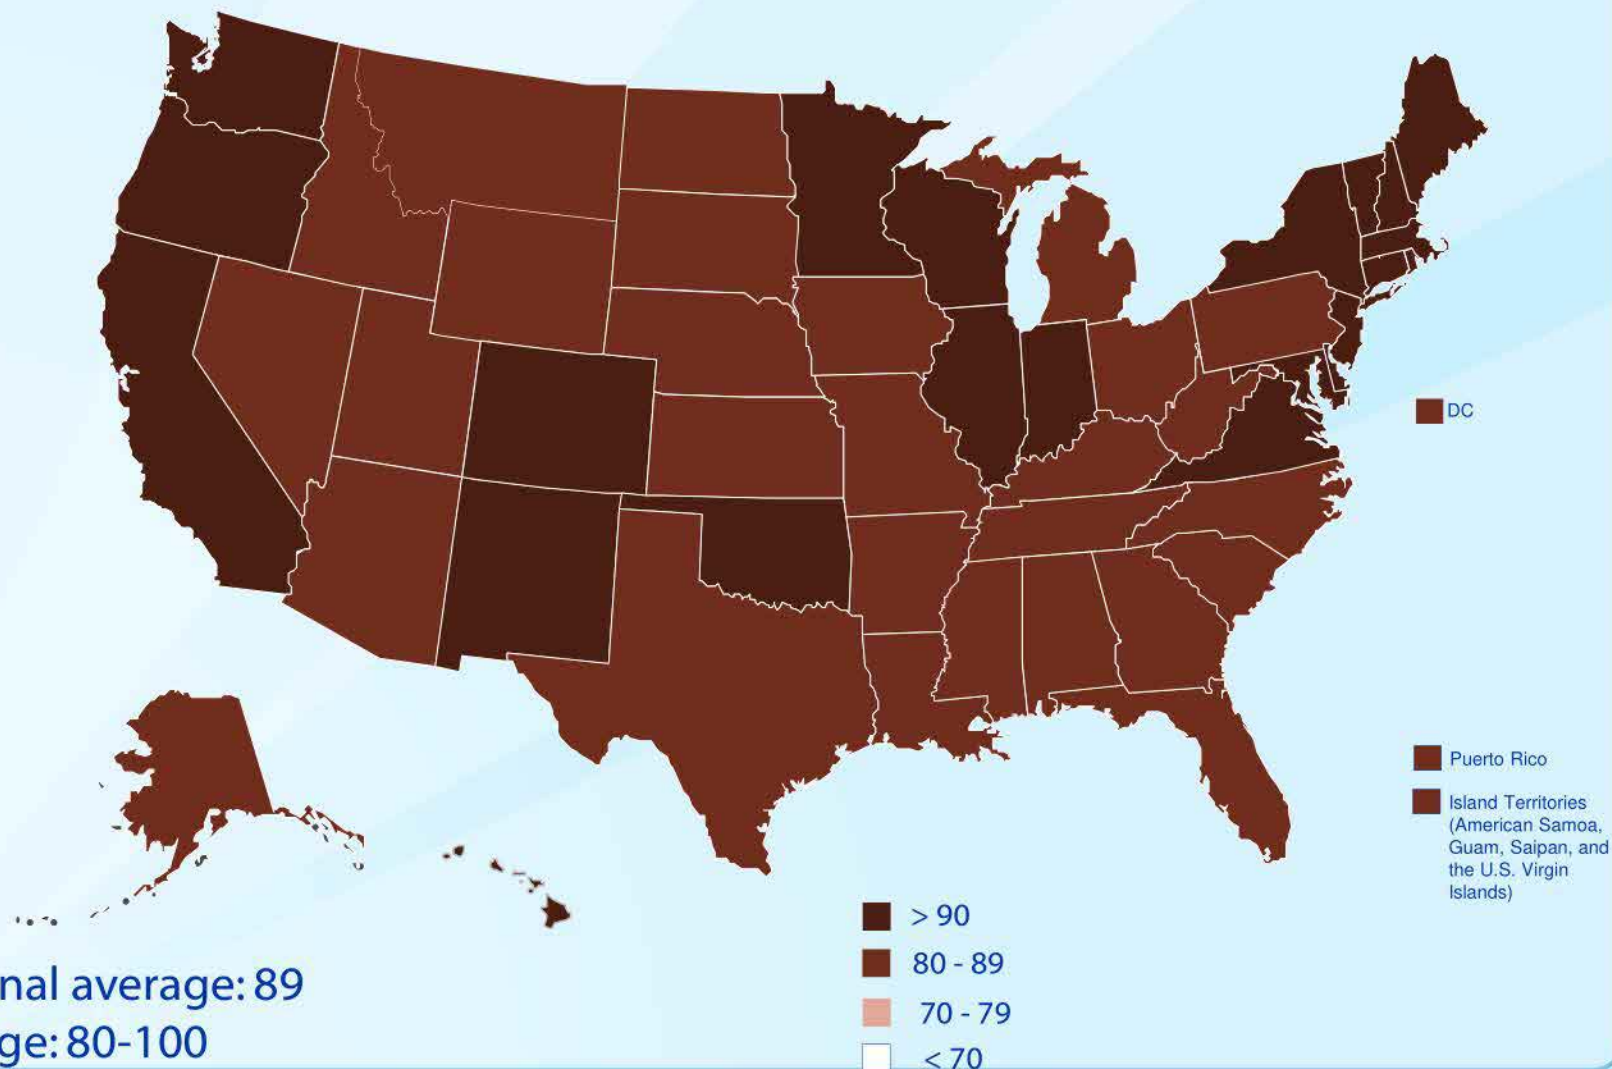 DC
Puerto Rico
Island Territories
(American Samoa,
Guam, Saipan, and
the U.S. Virgin
Islands)
> 90
80 - 89
70 - 79
< 70
nal average: 89
ge: 80-100